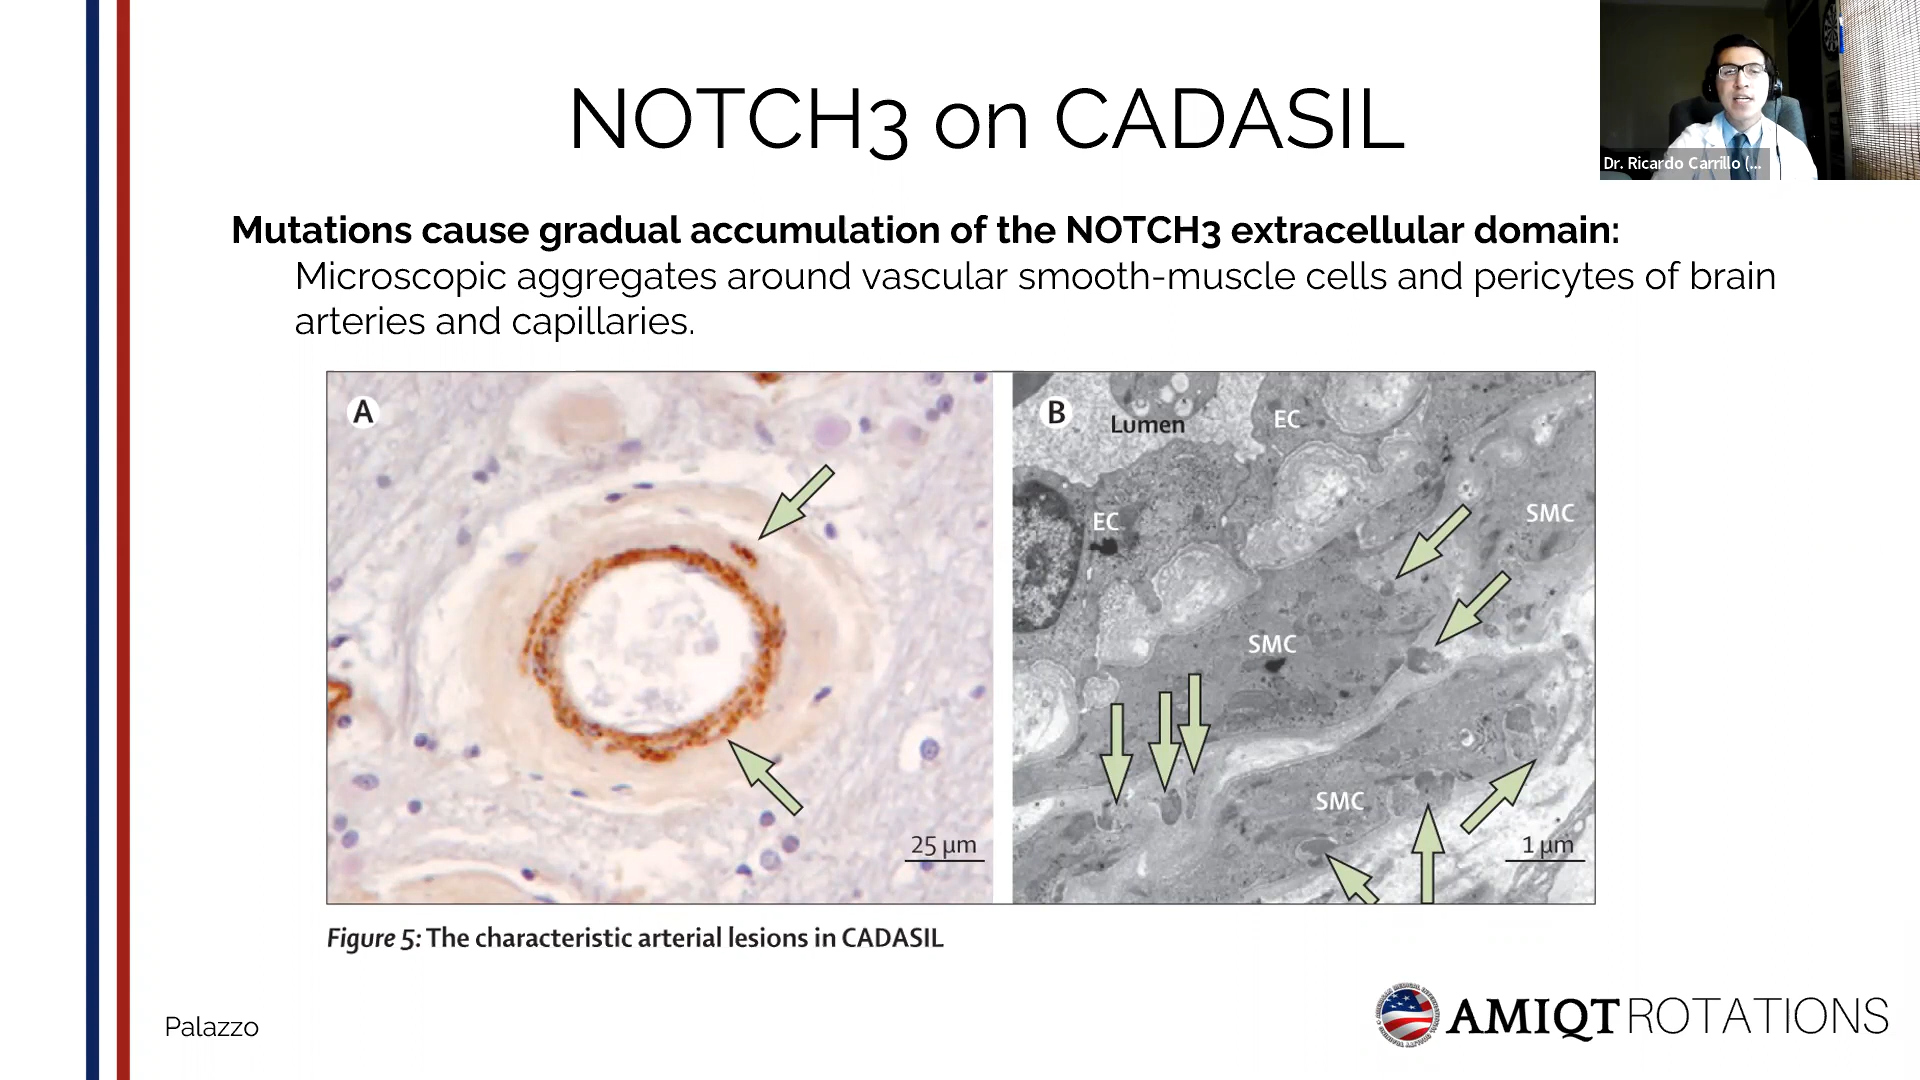 NOTCH3 on CADASIL
Dr. Ricardo Carrillo (...
Mutations cause gradual accumulation of the NOTCH3 extracellular domain:
Microscopic aggregates around vascular smooth-muscle cells and pericytes of brain
arteries and capillaries.
A
25 µm
B
Lumen
EC
EC
SMC
SMC
SMC
1 µm
Figure 5: The characteristic arterial lesions in CADASIL
Palazzo
AMIQT ROTATIONS